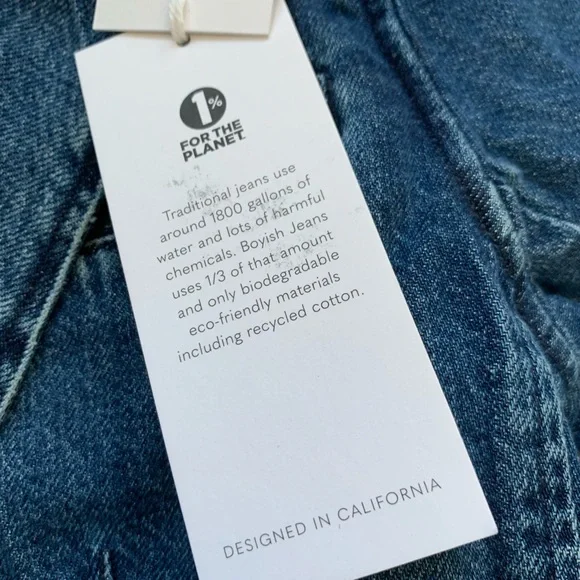 1%
FOR THE
PLANET
Traditional jeans use
around 1800 gallons of
water and lots of harmful
chemicals. Boyish Jeans
uses 1/3 of that amount
and only biodegradable
eco-friendly materials
including recycled cotton.
DESIGNED IN CALIFORNIA